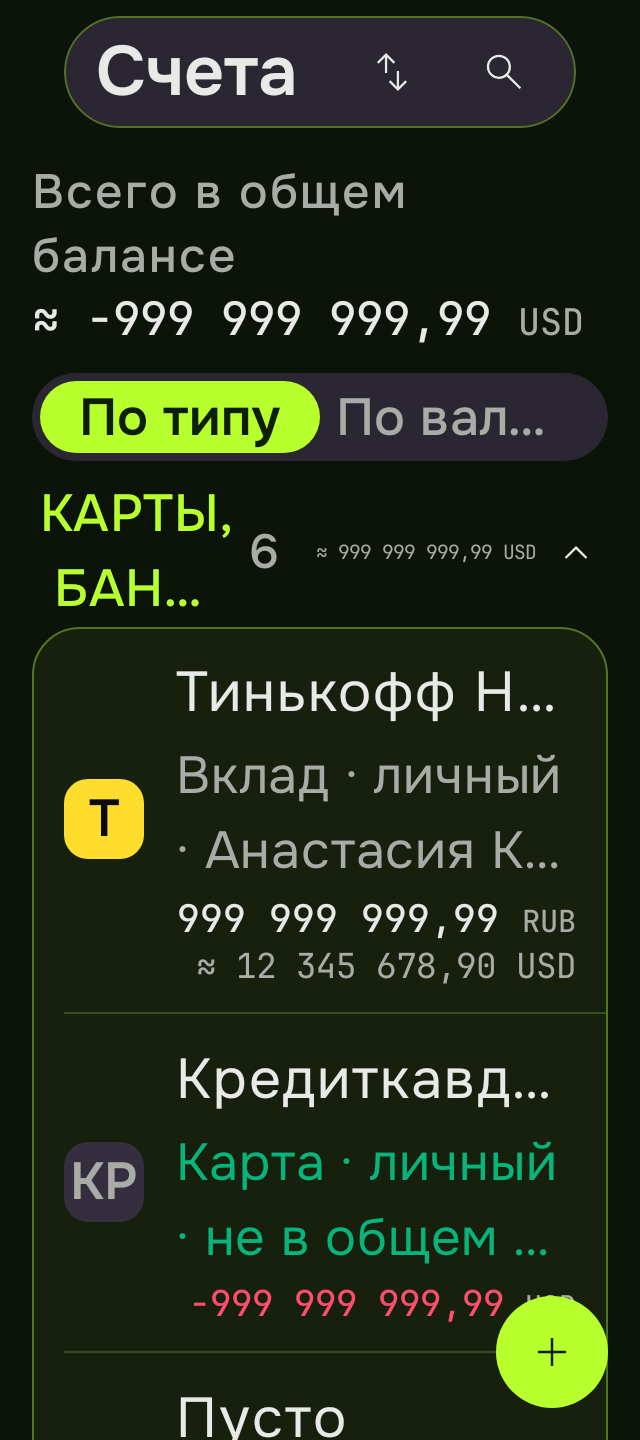 Счета
Всего в общем
балансе
≈ -999 999 999,99 USD
По типу По вал...
КАРТЫ,
БАН...
6 ≈ 999 999 999,99 USD
Тинькофф Н...
Вклад · личный
· Анастасия К...
Т
999 999 999,99 RUB
≈ 12 345 678,90 USD
Кредиткавд...
Карта · личный
· не в общем ...
КР
-999 999 999,99
Пусто